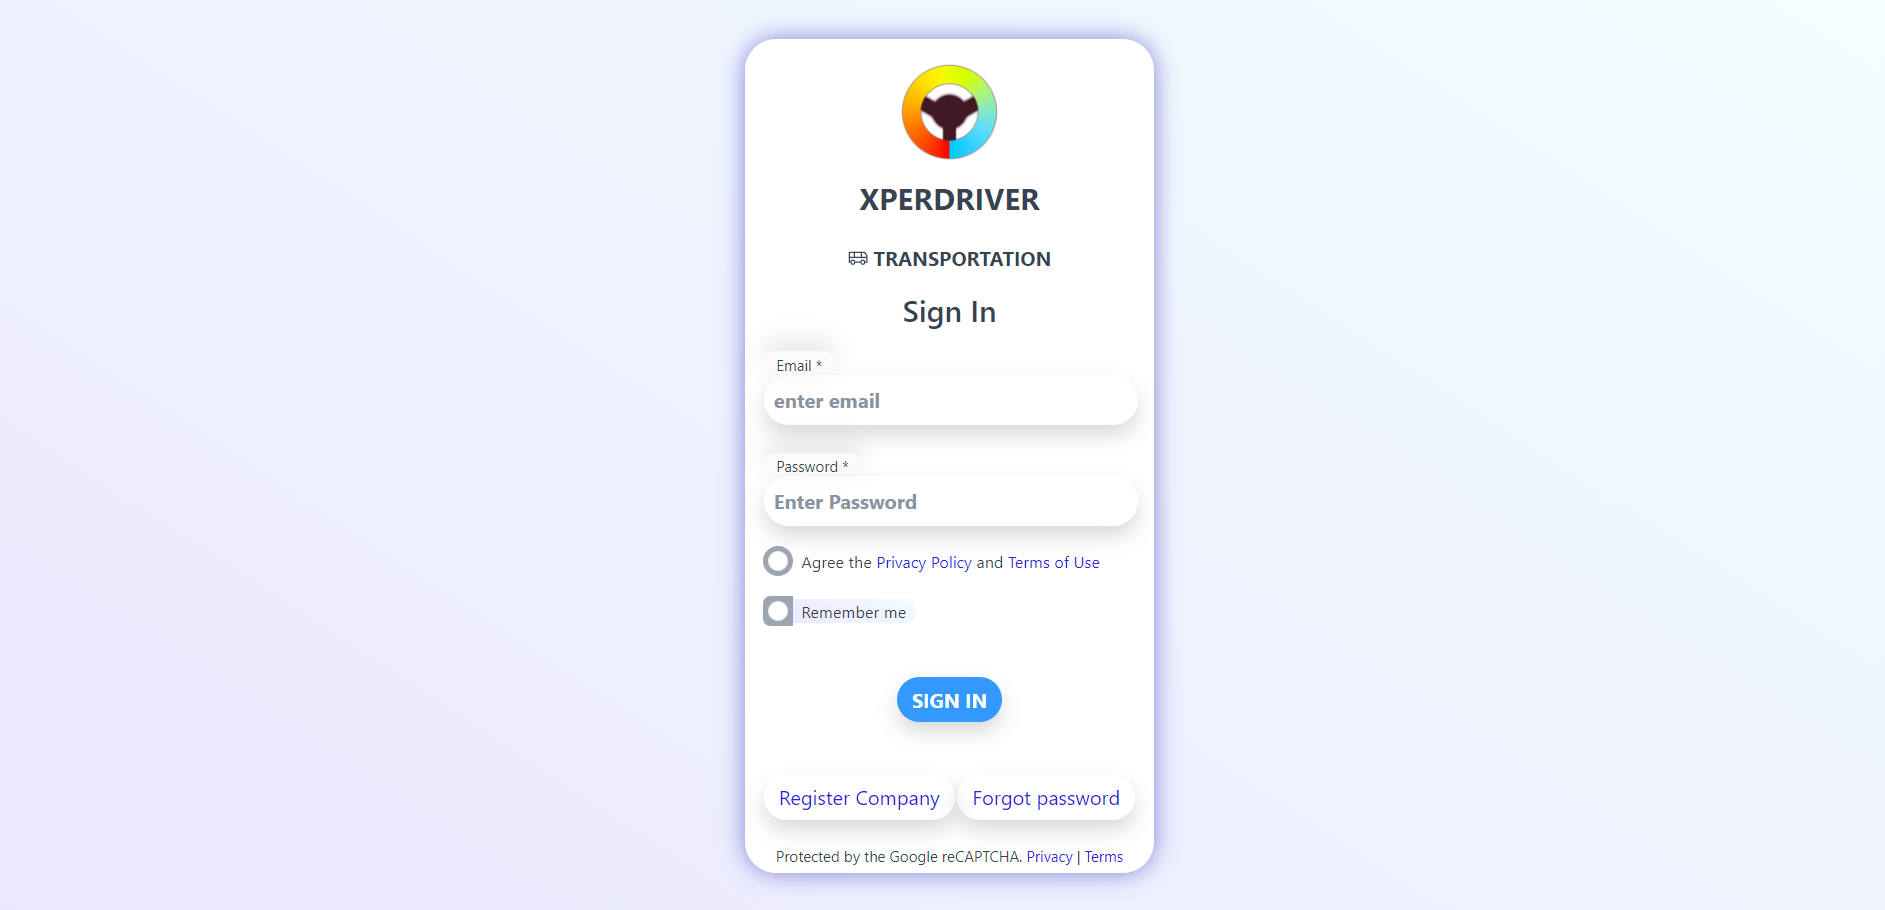 XPERDRIVER
TRANSPORTATION
Sign In
Email *
enter email
Password *
Enter Password
Agree the Privacy Policy and Terms of Use
Remember me
SIGN IN
Register Company Forgot password
Protected by the Google reCAPTCHA. Privacy | Terms